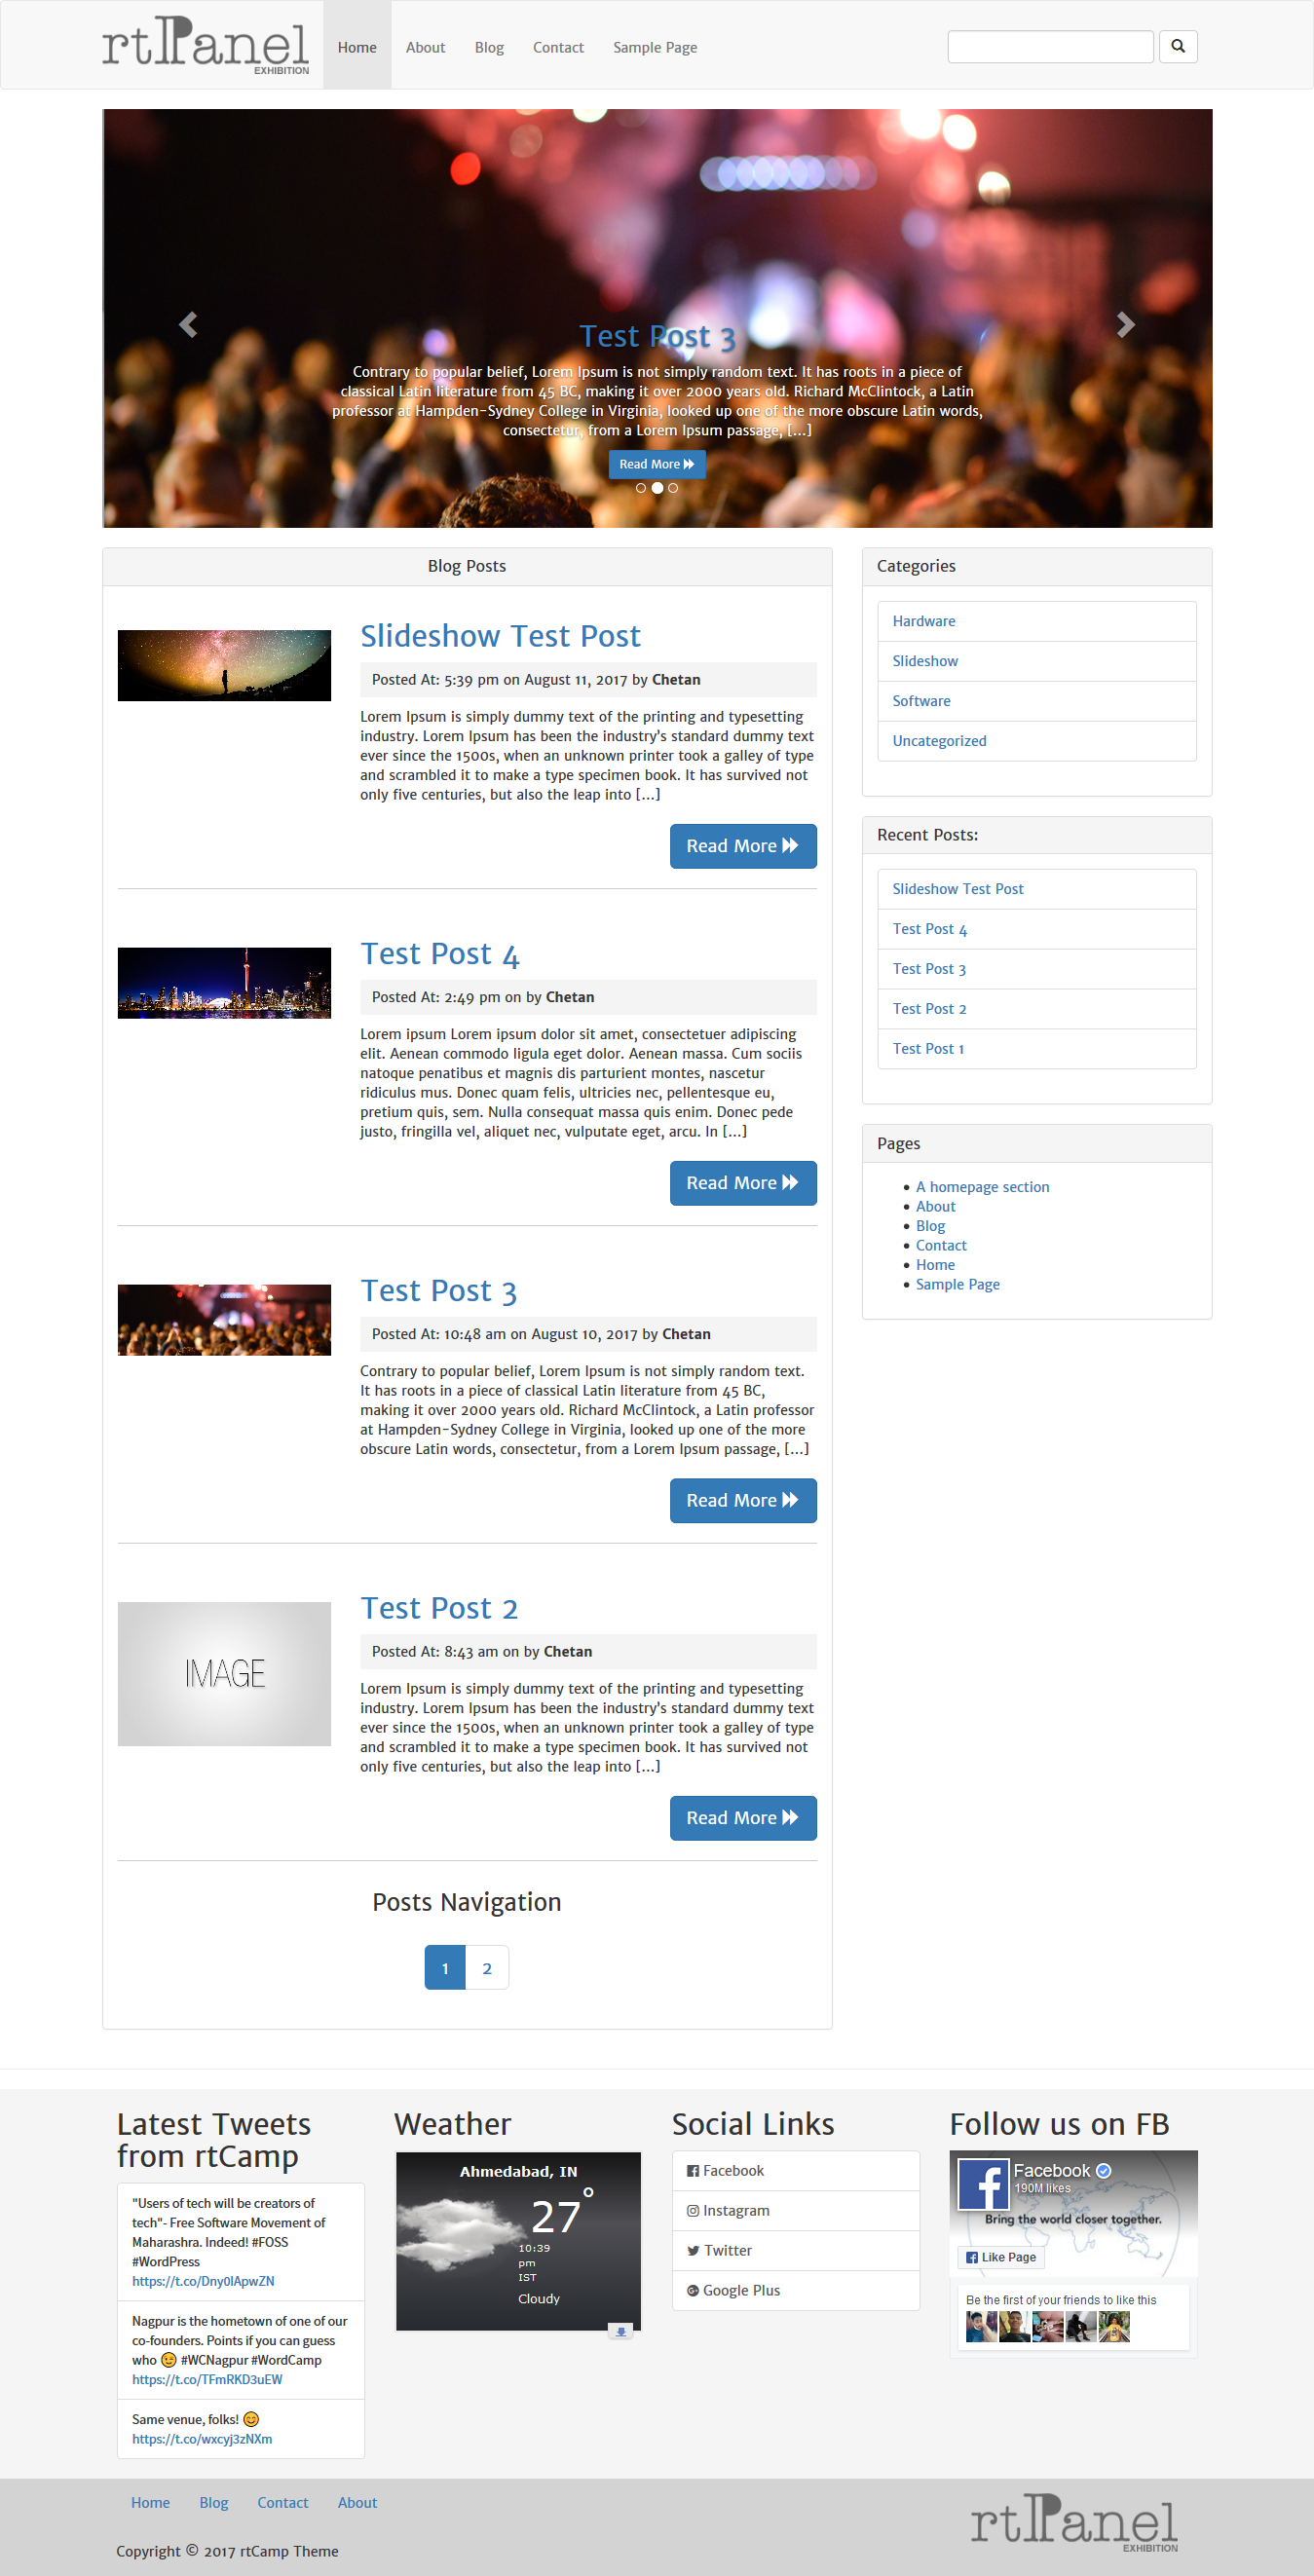 rtPanel
EXHIBITION
Home
About
Blog
Contact
Sample Page
Test Post 3
Contrary to popular belief, Lorem Ipsum is not simply random text. It has roots in a piece of
classical Latin literature from 45 BC, making it over 2000 years old. Richard McClintock, a Latin
professor at Hampden-Sydney College in Virginia, looked up one of the more obscure Latin words,
consectetur, from a Lorem Ipsum passage, [...]
Read More
Blog Posts
Slideshow Test Post
Posted At: 5:39 pm on August 11, 2017 by Chetan
Lorem Ipsum is simply dummy text of the printing and typesetting
industry. Lorem Ipsum has been the industry's standard dummy text
ever since the 1500s, when an unknown printer took a galley of type
and scrambled it to make a type specimen book. It has survived not
only five centuries, but also the leap into [...]
Read More
Test Post 4
Posted At: 2:49 pm on by Chetan
Lorem ipsum Lorem ipsum dolor sit amet, consectetuer adipiscing
elit. Aenean commodo ligula eget dolor. Aenean massa. Cum sociis
natoque penatibus et magnis dis parturient montes, nascetur
ridiculus mus. Donec quam felis, ultricies nec, pellentesque eu,
pretium quis, sem. Nulla consequat massa quis enim. Donec pede
justo, fringilla vel, aliquet nec, vulputate eget, arcu. In [...]
Read More
Test Post 3
Posted At: 10:48 am on August 10, 2017 by Chetan
Contrary to popular belief, Lorem Ipsum is not simply random text.
It has roots in a piece of classical Latin literature from 45 BC,
making it over 2000 years old. Richard McClintock, a Latin professor
at Hampden-Sydney College in Virginia, looked up one of the more
obscure Latin words, consectetur, from a Lorem Ipsum passage, [...]
Read More
IMAGE
Test Post 2
Posted At: 8:43 am on by Chetan
Lorem Ipsum is simply dummy text of the printing and typesetting
industry. Lorem Ipsum has been the industry's standard dummy text
ever since the 1500s, when an unknown printer took a galley of type
and scrambled it to make a type specimen book. It has survived not
only five centuries, but also the leap into [...]
Read More
Posts Navigation
1
2
Categories
Hardware
Slideshow
Software
Uncategorized
Recent Posts:
Slideshow Test Post
Test Post 4
Test Post 3
Test Post 2
Test Post 1
Pages
A homepage section
About
Blog
Contact
Home
Sample Page
Latest Tweets
from rtCamp
"Users of tech will be creators of
tech"- Free Software Movement of
Maharashra. Indeed! #FOSS
#WordPress
https://t.co/Dny0lApwZN
Nagpur is the hometown of one of our
co-founders. Points if you can guess
who 😉 #WCNagpur #WordCamp
https://t.co/TFmRKD3uEW
Same venue, folks! 😊
https://t.co/wxcyj3zNXm
Weather
Ahmedabad, IN
27°
10:39
pm
IST
Cloudy
Social Links
Facebook
Instagram
Twitter
Google Plus
Follow us on FB
Facebook
190M likes
Bring the world closer together.
Like Page
Be the first of your friends to like this
Home
Blog
Contact
About
Copyright © 2017 rtCamp Theme
rtPanel
EXHIBITION